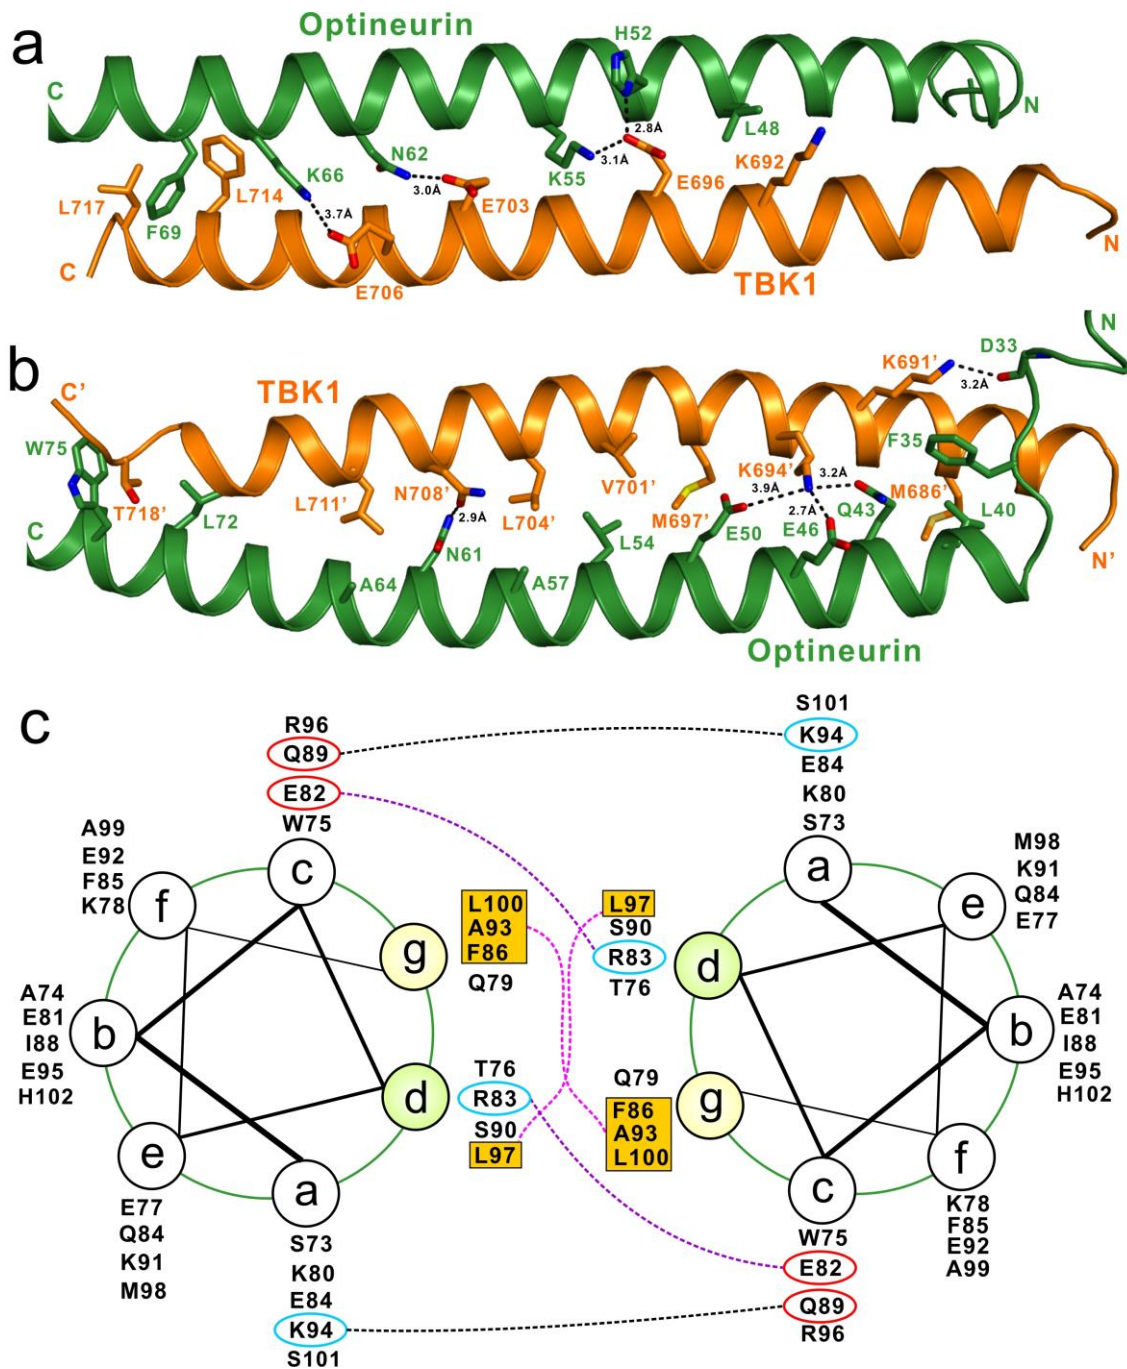 a
Optineurin
H52
C
N
2.8Å
L48
K66
N62
3.1Å
K55
K692
L717
L714
3.0Å
E703
E696
3.7Å
F69
N
C
E706
TBK1
N
b
D33
K691’
C’
TBK1
3.2Å
W75
F35
K694’
3.2Å
V701’
N708’
L711’
3.9Å
M686’
T718’
L72
L704’
M697’
2.7Å
Q43
C
2.9Å
E50
E46
L40
N61
L54
N’
A64
A57
Optineurin
c
S101
R96
K94
Q89
E84
E82
K80
W75
S73
A99
E92
F85
K78
M98
K91
Q84
E77
c
a
f
e
L100
A93
F86
Q79
L97
S90
R83
T76
g
d
A74
E81
I88
E95
H102
b
b
A74
E81
I88
E95
H102
T76
R83
S90
L97
Q79
F86
A93
L100
d
g
e
f
a
c
E77
Q84
K91
M98
S73
K80
E84
K94
S101
W75
E82
Q89
R96
K78
F85
E92
A99